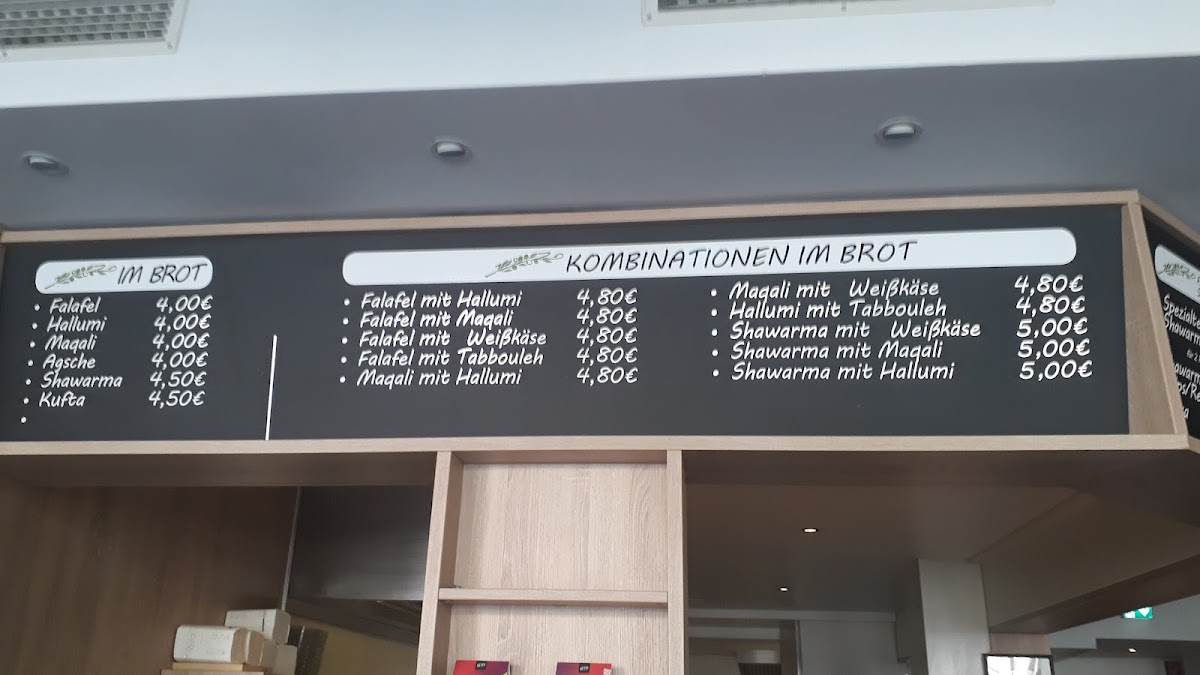 IM BROT
• Falafel 4,00€
• Hallumi 4,00€
• Maqali 4,00€
• Agsche 4,00€
• Shawarma 4,50€
• Kufta 4,50€
•
KOMBINATIONEN IM BROT
• Falafel mit Hallumi 4,80€
• Falafel mit Maqali 4,80€
• Falafel mit Weißkäse 4,80€
• Falafel mit Tabbouleh 4,80€
• Maqali mit Hallumi 4,80€
• Maqali mit Weißkäse 4,80€
• Hallumi mit Tabbouleh 4,80€
• Shawarma mit Weißkäse 5,00€
• Shawarma mit Maqali 5,00€
• Shawarma mit Hallumi 5,00€